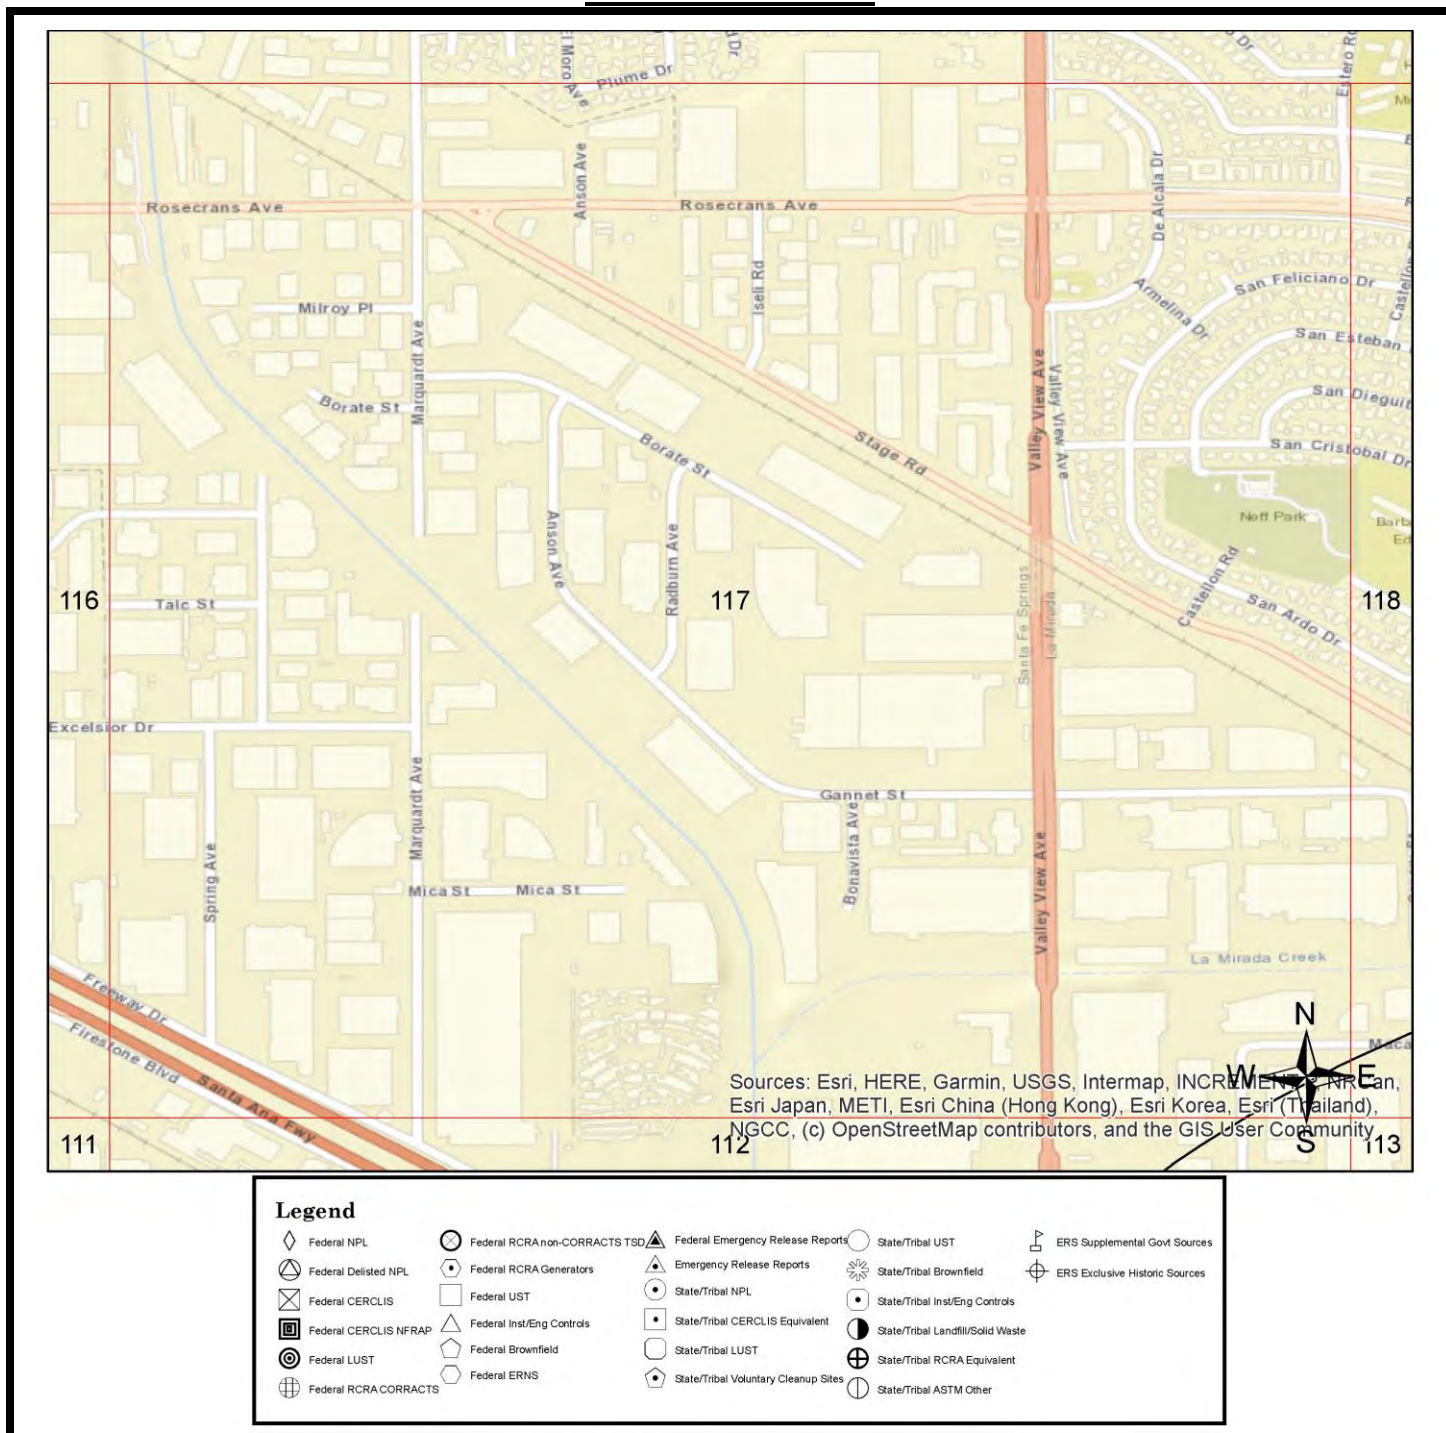 El Moro Ave
Plume Dr
Estero Rd
Anson Ave
De Alcala Dr
Rosecrans Ave
Rosecrans Ave
Iseli Rd
San Feliciano Dr
Armelina Dr
Milroy Pl
Marquardt Ave
San Esteban
Valley View Ave
Valley View Ave
San Dieguit
Borate St
Borate St
Stage Rd
San Cristobal Dr
Neff Park
Barb
Ed
Anson Ave
Radburn Ave
Castellon Rd
116
Talc St
117
118
Santa Fe Springs
La Mirada
San Ardo Dr
Excelsior Dr
Marquardt Ave
Gannet St
Bonavista Ave
Spring Ave
Mica St
Mica St
Valley View Ave
La Mirada Creek
Freeway Dr
Firestone Blvd
Santa Ana Fwy
N
W
E
S
Maca
Sources: Esri, HERE, Garmin, USGS, Intermap, INCREMENT P, NRCan,
Esri Japan, METI, Esri China (Hong Kong), Esri Korea, Esri (Thailand),
NGCC, (c) OpenStreetMap contributors, and the GIS User Community
111
112
113
Legend
Federal NPL
Federal Delisted NPL
Federal CERCLIS
Federal CERCLIS NFRAP
Federal LUST
Federal RCRA CORRACTS
Federal RCRA non-CORRACTS TSD
Federal RCRA Generators
Federal UST
Federal Inst/Eng Controls
Federal Brownfield
Federal ERNS
Federal Emergency Release Reports
Emergency Release Reports
State/Tribal NPL
State/Tribal CERCLIS Equivalent
State/Tribal LUST
State/Tribal Voluntary Cleanup Sites
State/Tribal UST
State/Tribal Brownfield
State/Tribal Inst/Eng Controls
State/Tribal Landfill/Solid Waste
State/Tribal RCRA Equivalent
State/Tribal ASTM Other
ERS Supplemental Govt Sources
ERS Exclusive Historic Sources